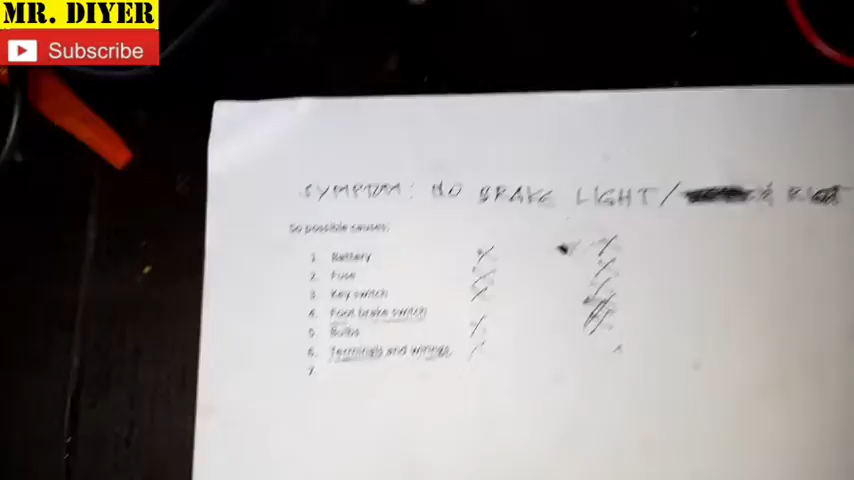 MR. DIYER
Subscribe
SYMPTOM: NO BRAKE LIGHT/
So possible causes:
1. Battery
2. Fuse
3. Key switch
4. Foot brake switch
5. Bulbs
6. Terminals and wirings
7.